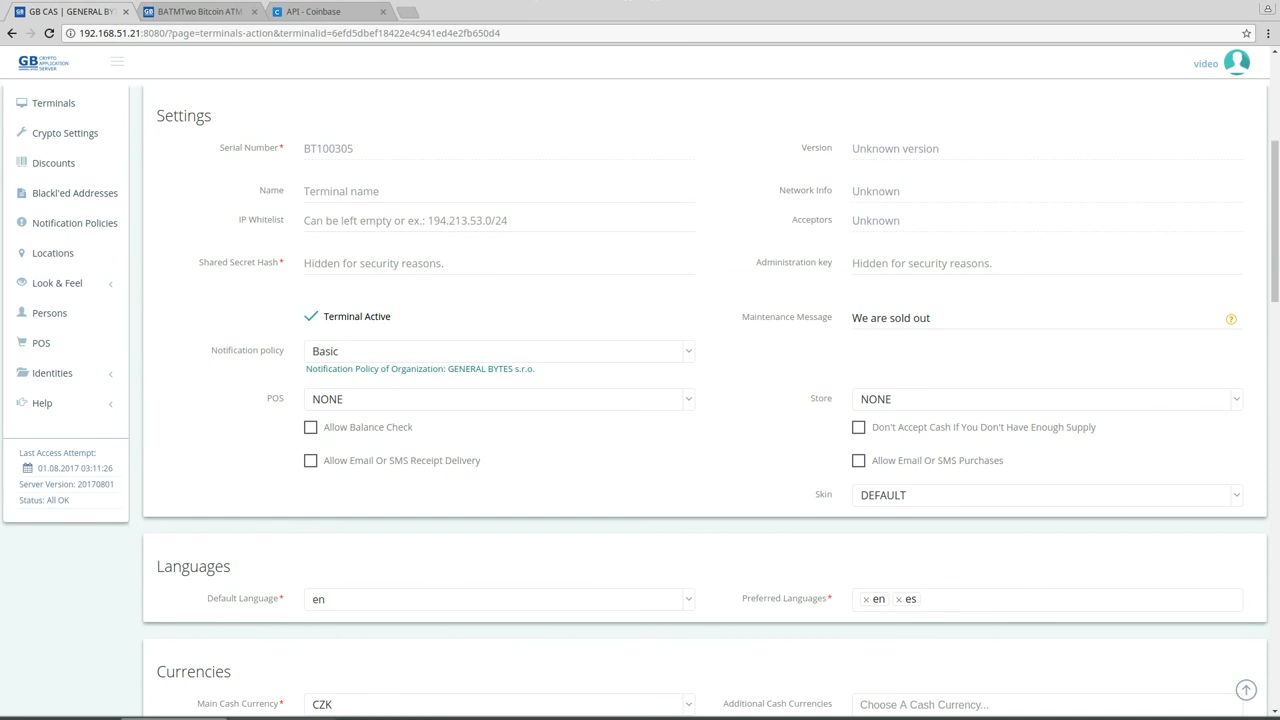 GB CAS | GENERAL BY
BATMTwo Bitcoin ATM
API - Coinbase
192.168.51.21:8080/?page=terminals-action&terminalid=6efd5dbef18422e4c941ed4e2fb650d4
GB CRYPTO APPLICATION SERVER
video
Terminals
Crypto Settings
Discounts
Blackl'ed Addresses
Notification Policies
Locations
Look & Feel
Persons
POS
Identities
Help
Last Access Attempt:
01.08.2017 03:11:26
Server Version: 20170801
Status: All OK
Settings
Serial Number* BT100305
Version Unknown version
Name Terminal name
Network Info Unknown
IP Whitelist Can be left empty or ex.: 194.213.53.0/24
Acceptors Unknown
Shared Secret Hash* Hidden for security reasons.
Administration key Hidden for security reasons.
Terminal Active
Maintenance Message We are sold out ?
Notification policy Basic
Notification Policy of Organization: GENERAL BYTES s.r.o.
POS NONE
Store NONE
Allow Balance Check
Don't Accept Cash If You Don't Have Enough Supply
Allow Email Or SMS Receipt Delivery
Allow Email Or SMS Purchases
Skin DEFAULT
Languages
Default Language* en
Preferred Languages* × en × es
Currencies
Main Cash Currency* CZK
Additional Cash Currencies Choose A Cash Currency...